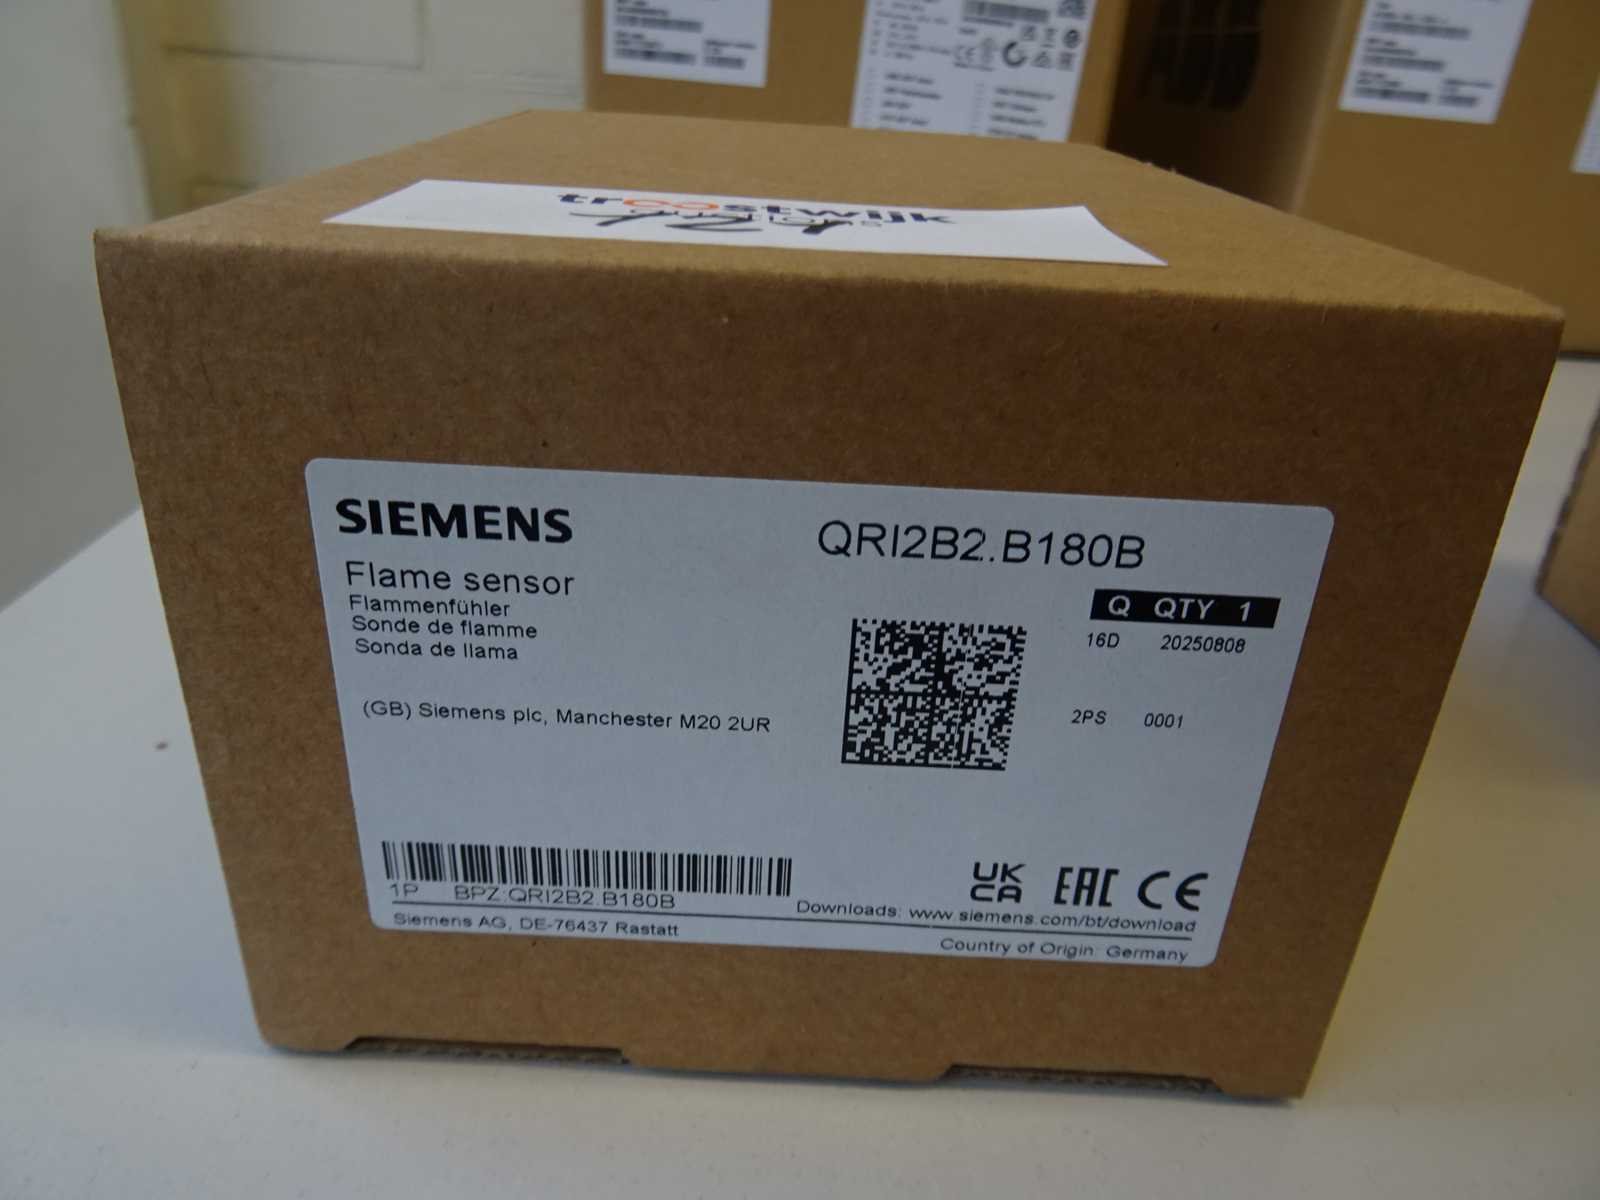 troostwijk
SIEMENS
QRI2B2.B180B
Flame sensor
Flammenfühler
Sonde de flamme
Sonda de llama
Q QTY 1
16D 20250808
(GB) Siemens plc, Manchester M20 2UR
2PS 0001
1P BPZ:QRI2B2.B180B
UK
CA
EAC CE
Downloads: www.siemens.com/bt/download
Siemens AG, DE-76437 Rastatt
Country of Origin: Germany